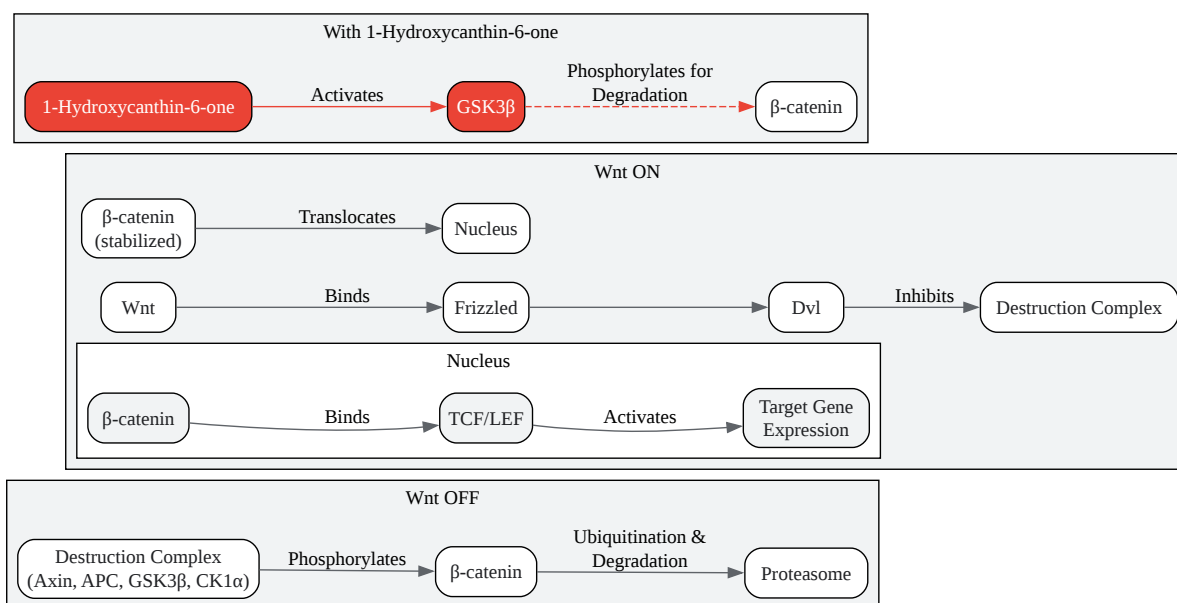 With 1-Hydroxycanthin-6-one
1-Hydroxycanthin-6-one
Activates
GSK3β
Phosphorylates for
Degradation
β-catenin
Wnt ON
β-catenin
(stabilized)
Translocates
Nucleus
Wnt
Binds
Frizzled
Dvl
Inhibits
Destruction Complex
Nucleus
β-catenin
Binds
TCF/LEF
Activates
Target Gene
Expression
Wnt OFF
Destruction Complex
(Axin, APC, GSK3β, CK1α)
Phosphorylates
β-catenin
Ubiquitination &
Degradation
Proteasome